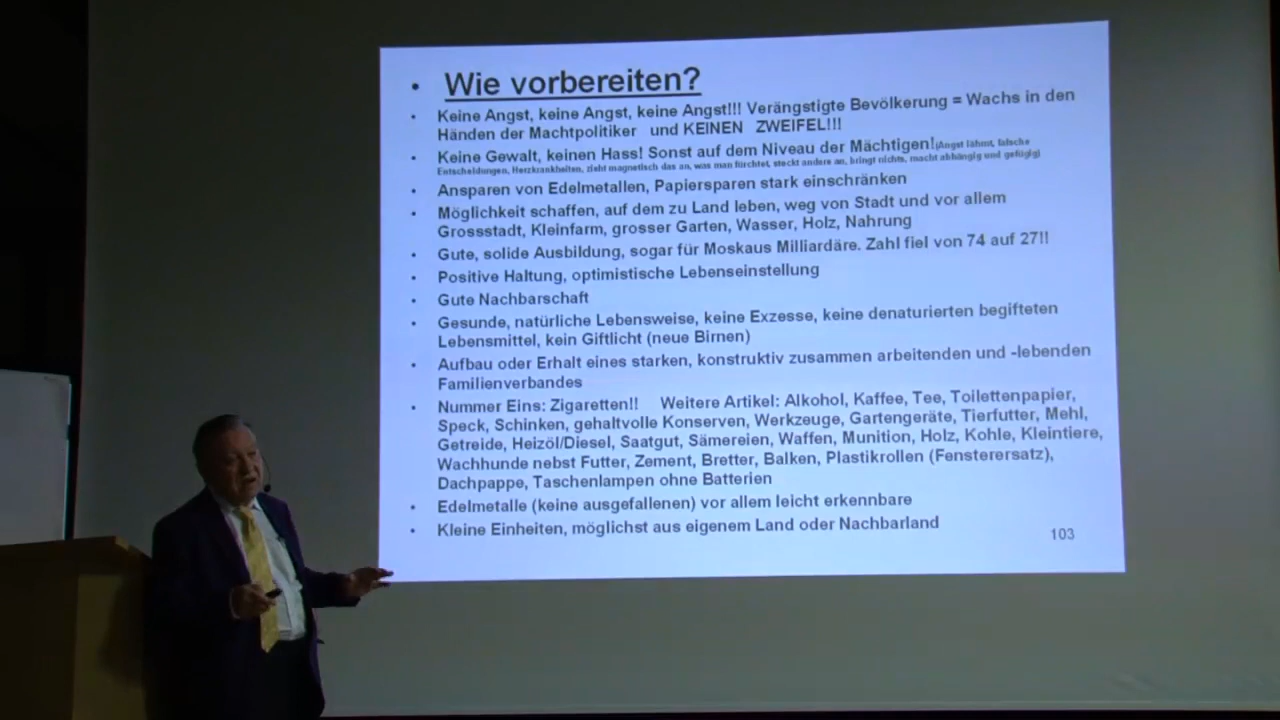 • Wie vorbereiten?
• Keine Angst, keine Angst, keine Angst!!! Verängstigte Bevölkerung = Wachs in den
Händen der Machtpolitiker und KEINEN ZWEIFEL!!!
• Keine Gewalt, keinen Hass! Sonst auf dem Niveau der Mächtigen!(Angst lähmt, falsche
Entscheidungen, Herzkrankheiten, zieht magnetisch das an, was man fürchtet, steckt andere an, bringt nichts, macht abhängig und gefügig)
• Ansparen von Edelmetallen, Papiersparen stark einschränken
• Möglichkeit schaffen, auf dem zu Land leben, weg von Stadt und vor allem
Grossstadt, Kleinfarm, grosser Garten, Wasser, Holz, Nahrung
• Gute, solide Ausbildung, sogar für Moskaus Milliardäre. Zahl fiel von 74 auf 27!!
• Positive Haltung, optimistische Lebenseinstellung
• Gute Nachbarschaft
• Gesunde, natürliche Lebensweise, keine Exzesse, keine denaturierten begifteten
Lebensmittel, kein Giftlicht (neue Birnen)
• Aufbau oder Erhalt eines starken, konstruktiv zusammen arbeitenden und -lebenden
Familienverbandes
• Nummer Eins: Zigaretten!! Weitere Artikel: Alkohol, Kaffee, Tee, Toilettenpapier,
Speck, Schinken, gehaltvolle Konserven, Werkzeuge, Gartengeräte, Tierfutter, Mehl,
Getreide, Heizöl/Diesel, Saatgut, Sämereien, Waffen, Munition, Holz, Kohle, Kleintiere,
Wachhunde nebst Futter, Zement, Bretter, Balken, Plastikrollen (Fensterersatz),
Dachpappe, Taschenlampen ohne Batterien
• Edelmetalle (keine ausgefallenen) vor allem leicht erkennbare
• Kleine Einheiten, möglichst aus eigenem Land oder Nachbarland
103